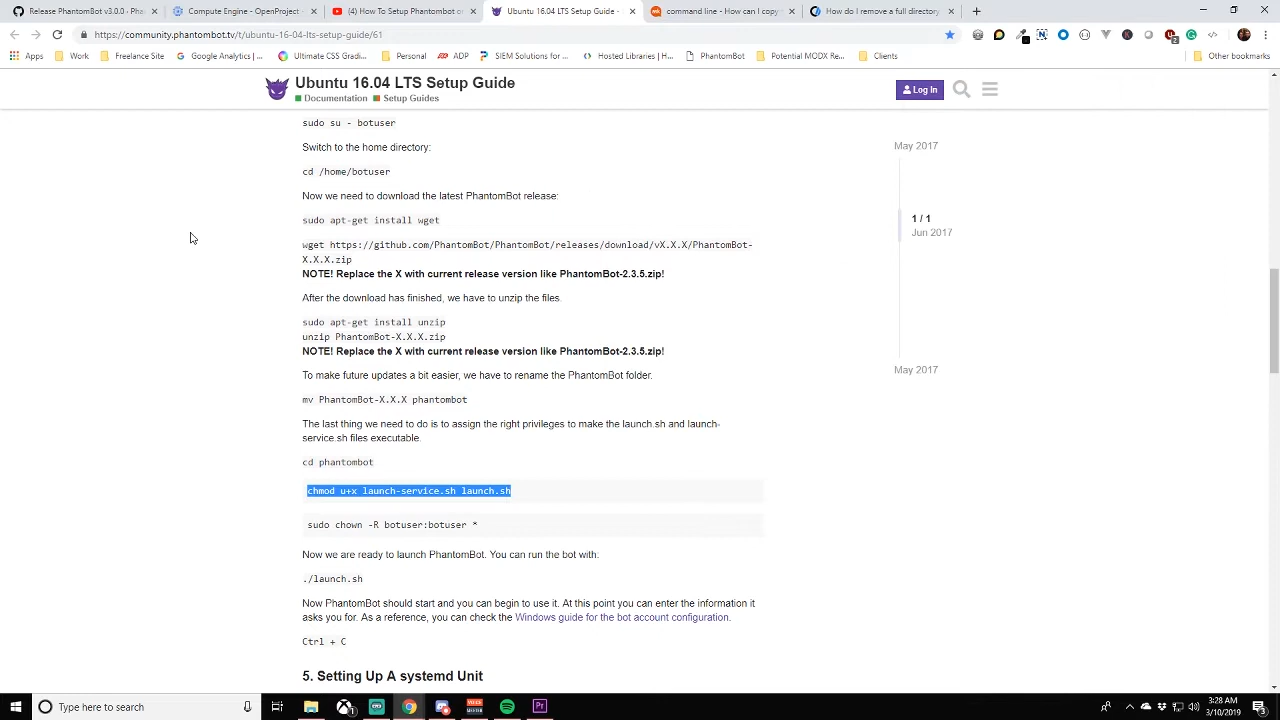 Release PhantomBot v3.0.0 · Pha
Compute Engine - OpenProject -
(4) How To Setup Phantombot o
Ubuntu 16.04 LTS Setup Guide -
command line - How can I copy
How do I remove a full directory
https://community.phantombot.tv/t/ubuntu-16-04-lts-setup-guide/61
Apps
Work
Freelance Site
Google Analytics | ...
Ultimate CSS Gradi...
Personal
ADP
SIEM Solutions for ...
Hosted Libraries | H...
PhantomBot
Potential MODX Re...
Clients
Other bookmarks
Ubuntu 16.04 LTS Setup Guide
Documentation
Setup Guides
Log In
sudo su - botuser
Switch to the home directory:
cd /home/botuser
Now we need to download the latest PhantomBot release:
sudo apt-get install wget
wget https://github.com/PhantomBot/PhantomBot/releases/download/vX.X.X/PhantomBot-
X.X.X.zip
NOTE! Replace the X with current release version like PhantomBot-2.3.5.zip!
After the download has finished, we have to unzip the files.
sudo apt-get install unzip
unzip PhantomBot-X.X.X.zip
NOTE! Replace the X with current release version like PhantomBot-2.3.5.zip!
To make future updates a bit easier, we have to rename the PhantomBot folder.
mv PhantomBot-X.X.X phantombot
The last thing we need to do is to assign the right privileges to make the launch.sh and launch-
service.sh files executable.
cd phantombot
chmod u+x launch-service.sh launch.sh
sudo chown -R botuser:botuser *
Now we are ready to launch PhantomBot. You can run the bot with:
./launch.sh
Now PhantomBot should start and you can begin to use it. At this point you can enter the information it
asks you for. As a reference, you can check the Windows guide for the bot account configuration.
Ctrl + C
5. Setting Up A systemd Unit
May 2017
1 / 1
Jun 2017
May 2017
Type here to search
3:28 AM
3/10/2019